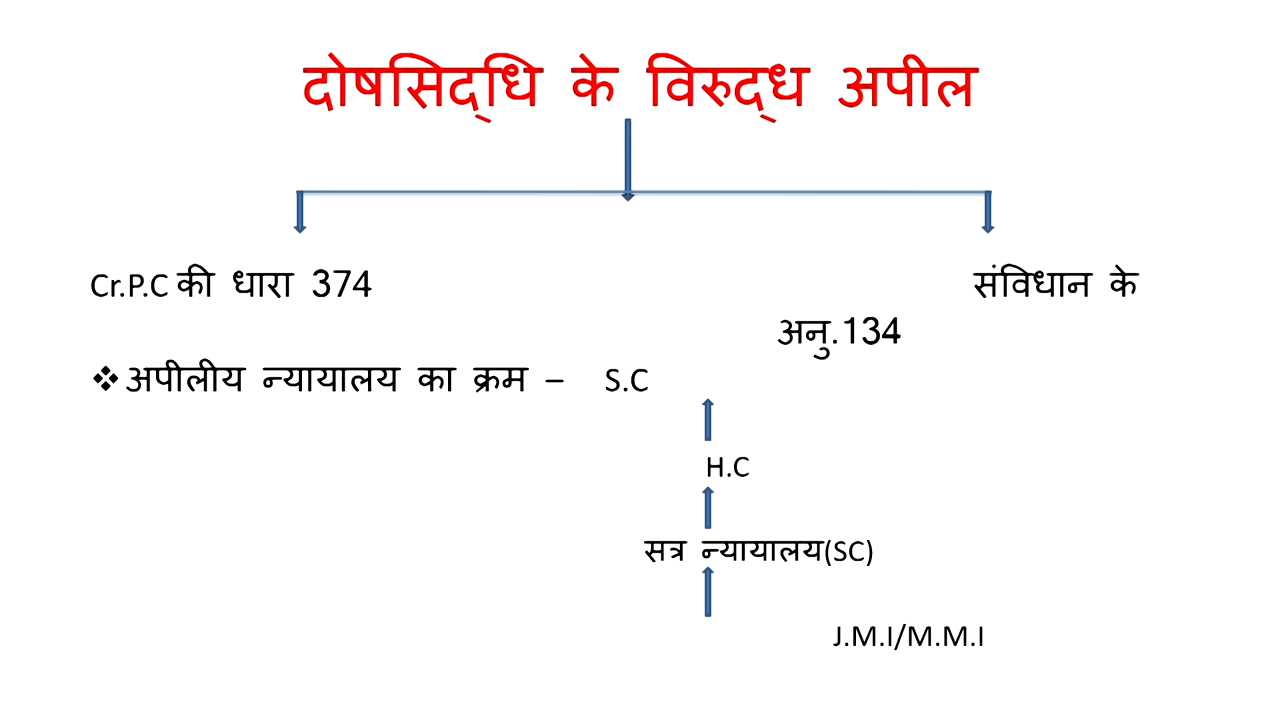 दोषसिद्धि के विरुद्ध अपील
Cr.P.C की धारा 374 संविधान के
अनु.134
❖ अपीलीय न्यायालय का क्रम – S.C
H.C
सत्र न्यायालय(SC)
J.M.I/M.M.I